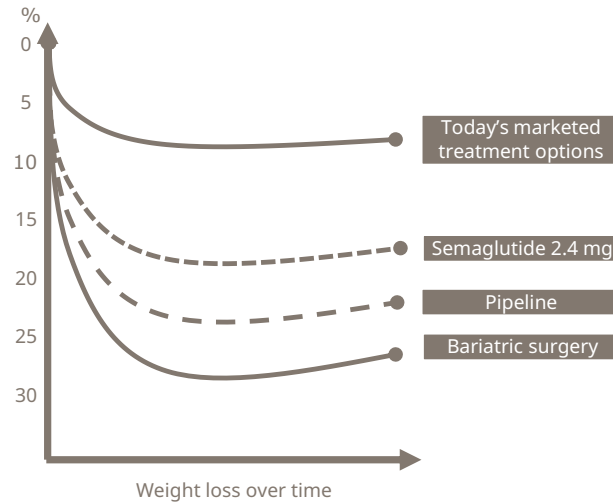 %
0
5
10
15
20
25
30
Today's marketed
treatment options
Semaglutide 2.4 mg
Pipeline
Bariatric surgery
Weight loss over time